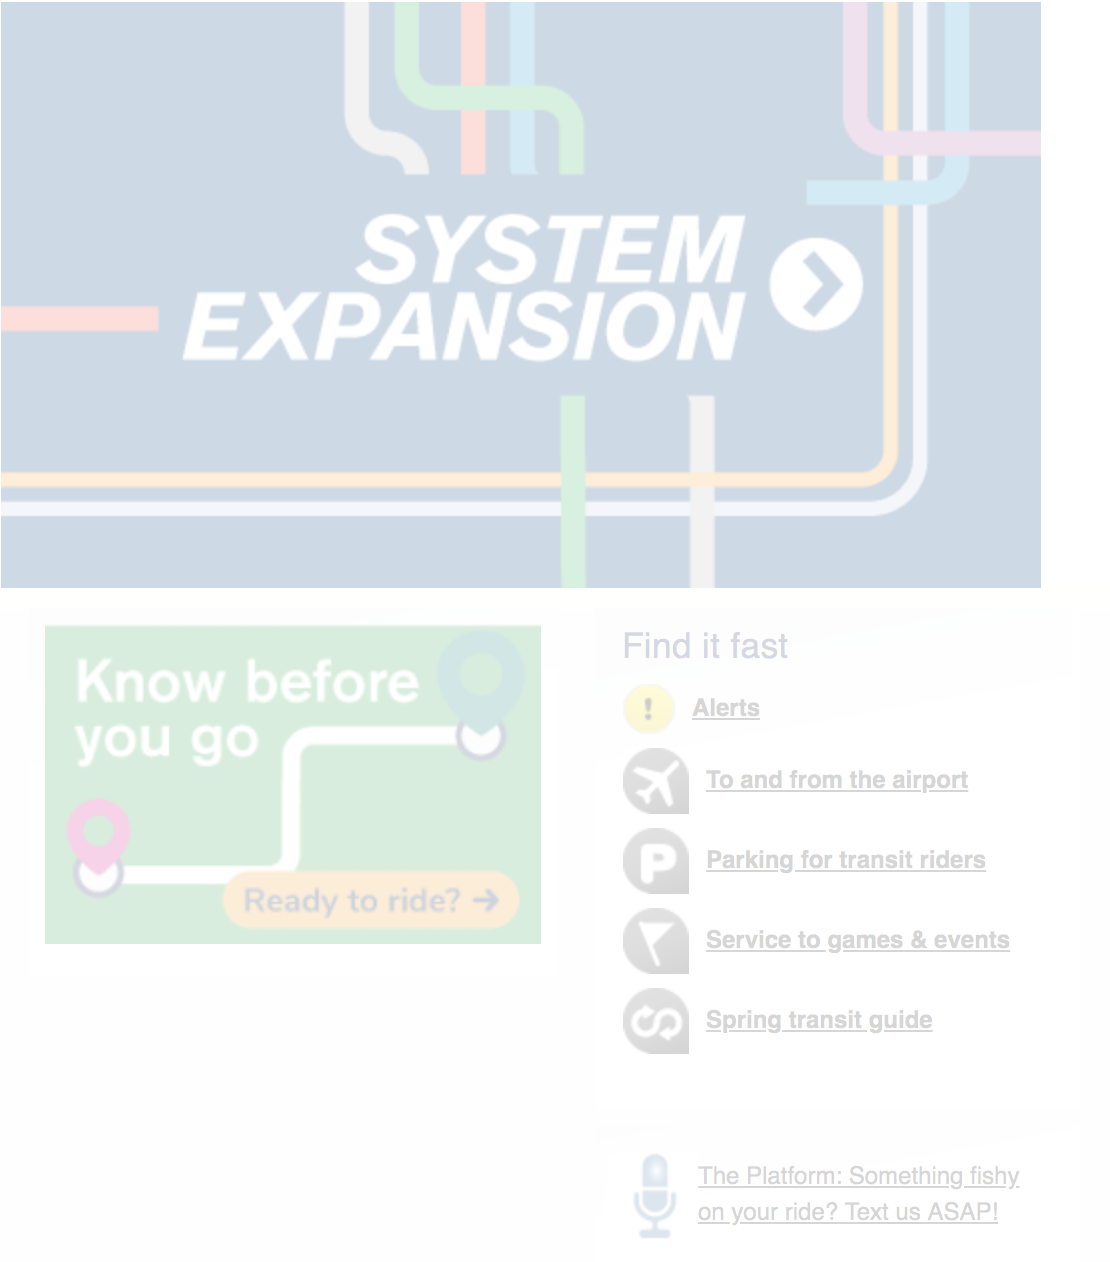 SYSTEM
EXPANSION
Know before
you go
Ready to ride?
Find it fast
Alerts
To and from the airport
Parking for transit riders
Service to games & events
Spring transit guide
The Platform: Something fishy
on your ride? Text us ASAP!